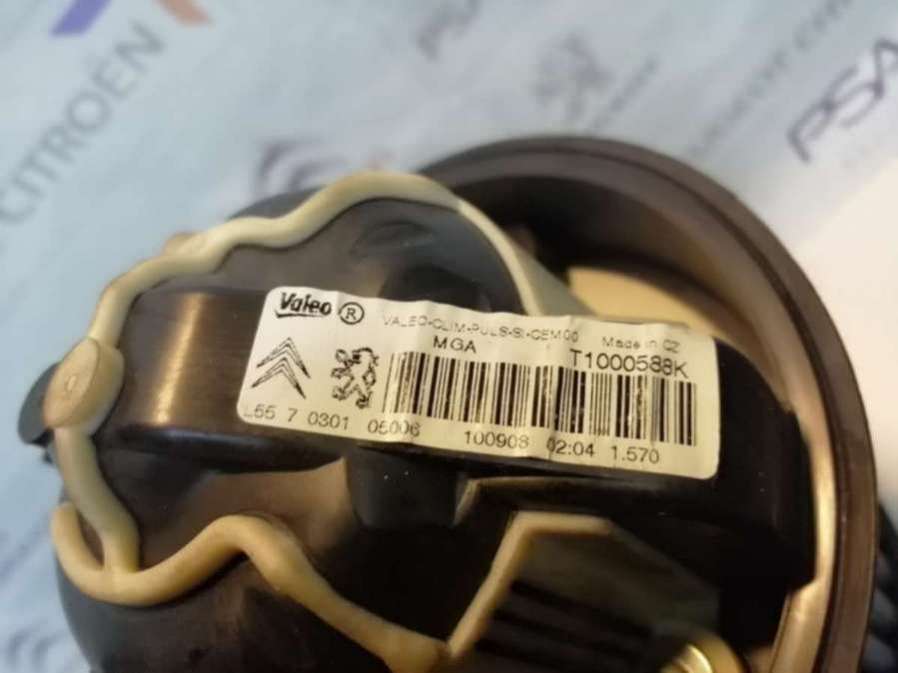 CITROËN
PSA
Valeo ®
VALEO-CLIM-PULS-SI-CEM00 Made in CZ
MGA T1000588K
55 7 0301 05006 100908 02:04 1.570